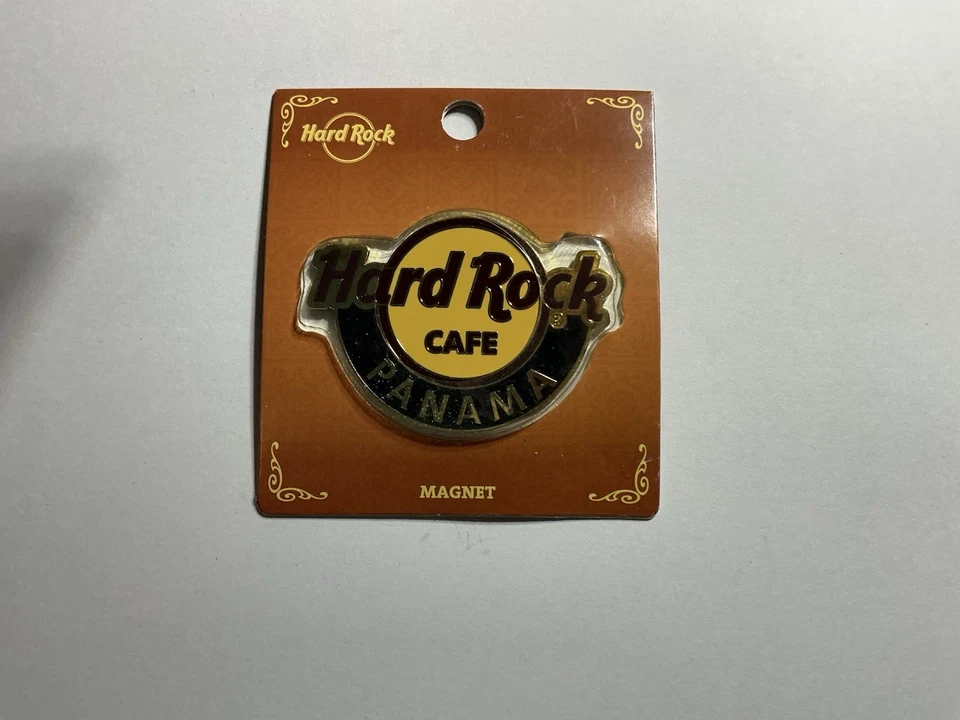 Hard Rock
Hard Rock
®
CAFE
PANAMA
MAGNET